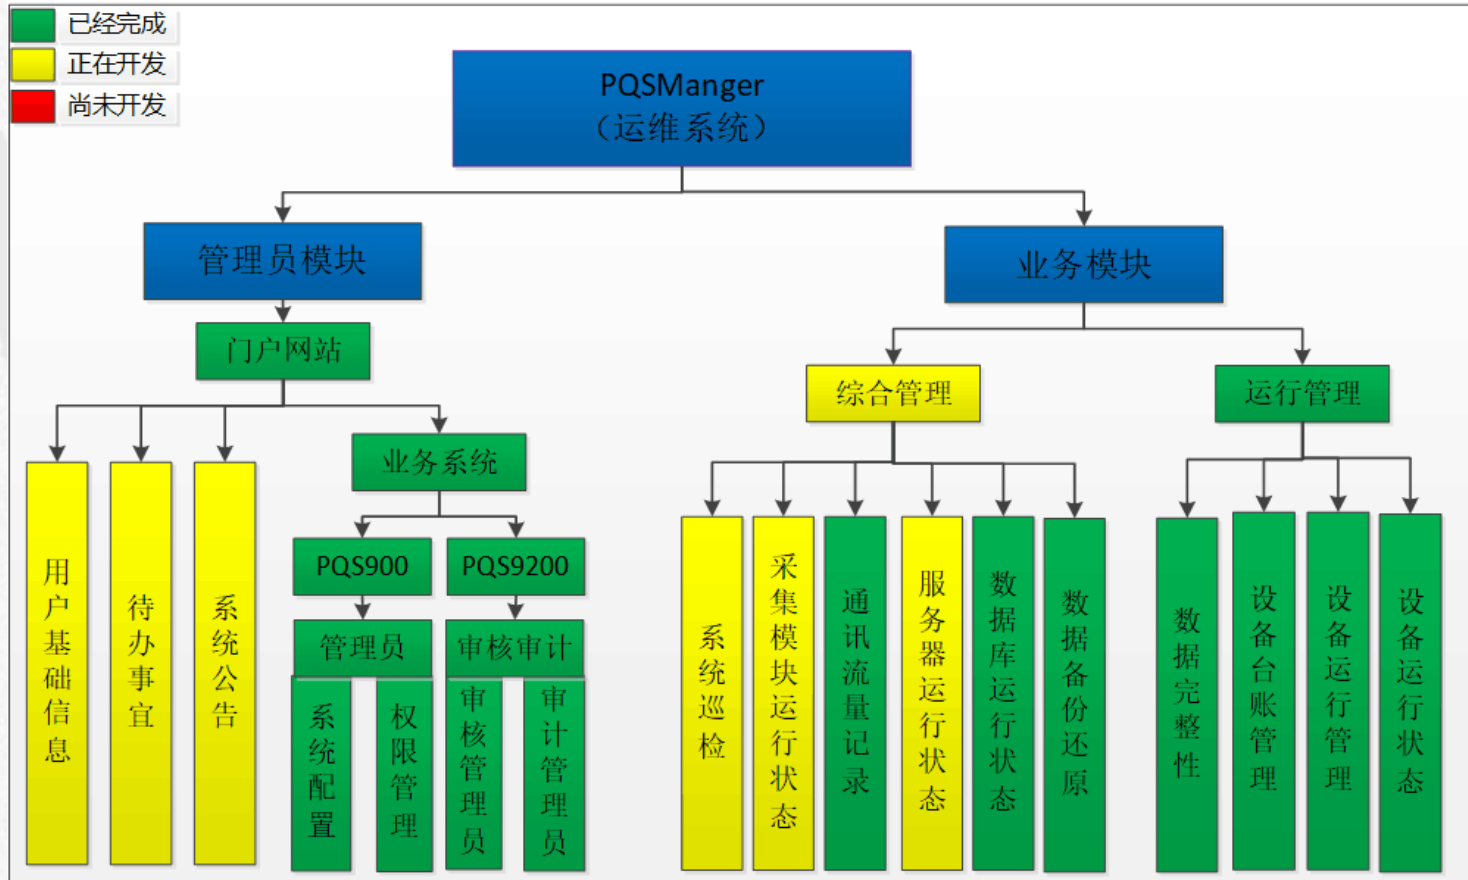 已经完成
正在开发
尚未开发
PQSManger
（运维系统）
管理员模块
业务模块
门户网站
综合管理
运行管理
业务系统
用户基础信息
待办事宜
系统公告
PQS900
PQS9200
管理员
审核审计
系统配置
权限管理
审核管理员
审计管理员
系统巡检
采集模块运行状态
通讯流量记录
服务器运行状态
数据库运行状态
数据备份还原
数据完整性
设备台账管理
设备运行管理
设备运行状态